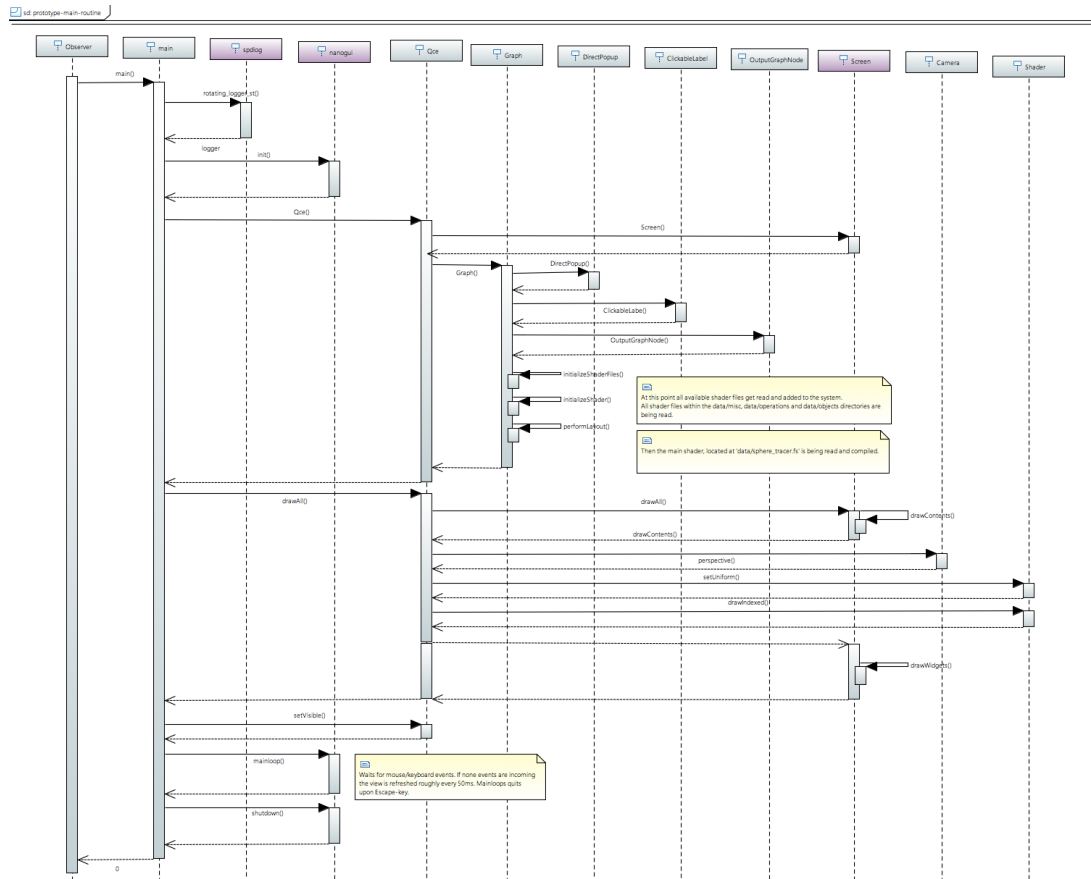 sd: prototype-main-routine
Observer
main
spdlog
nanogui
Qce
Graph
DirectPopup
ClickableLabel
OutputGraphNode
Screen
Camera
Shader
main()
rotating_logger_st()
logger
init()
Qce()
Screen()
Graph()
DirectPopup()
ClickableLabe()
OutputGraphNode()
initializeShaderFiles()
initializeShader()
performLayout()
At this point all available shader files get read and added to the system.
All shader files within the data/misc, data/operations and data/objects directories are
being read.
Then the main shader, located at 'data/sphere_tracer.fs' is being read and compiled.
drawAll()
drawAll()
drawContents()
drawContents()
perspective()
setUniform()
drawIndexed()
drawWidgets()
setVisible()
mainloop()
Waits for mouse/keyboard events. If none events are incoming
the view is refreshed roughly every 50ms. Mainloops quits
upon Escape-key.
shutdown()
0